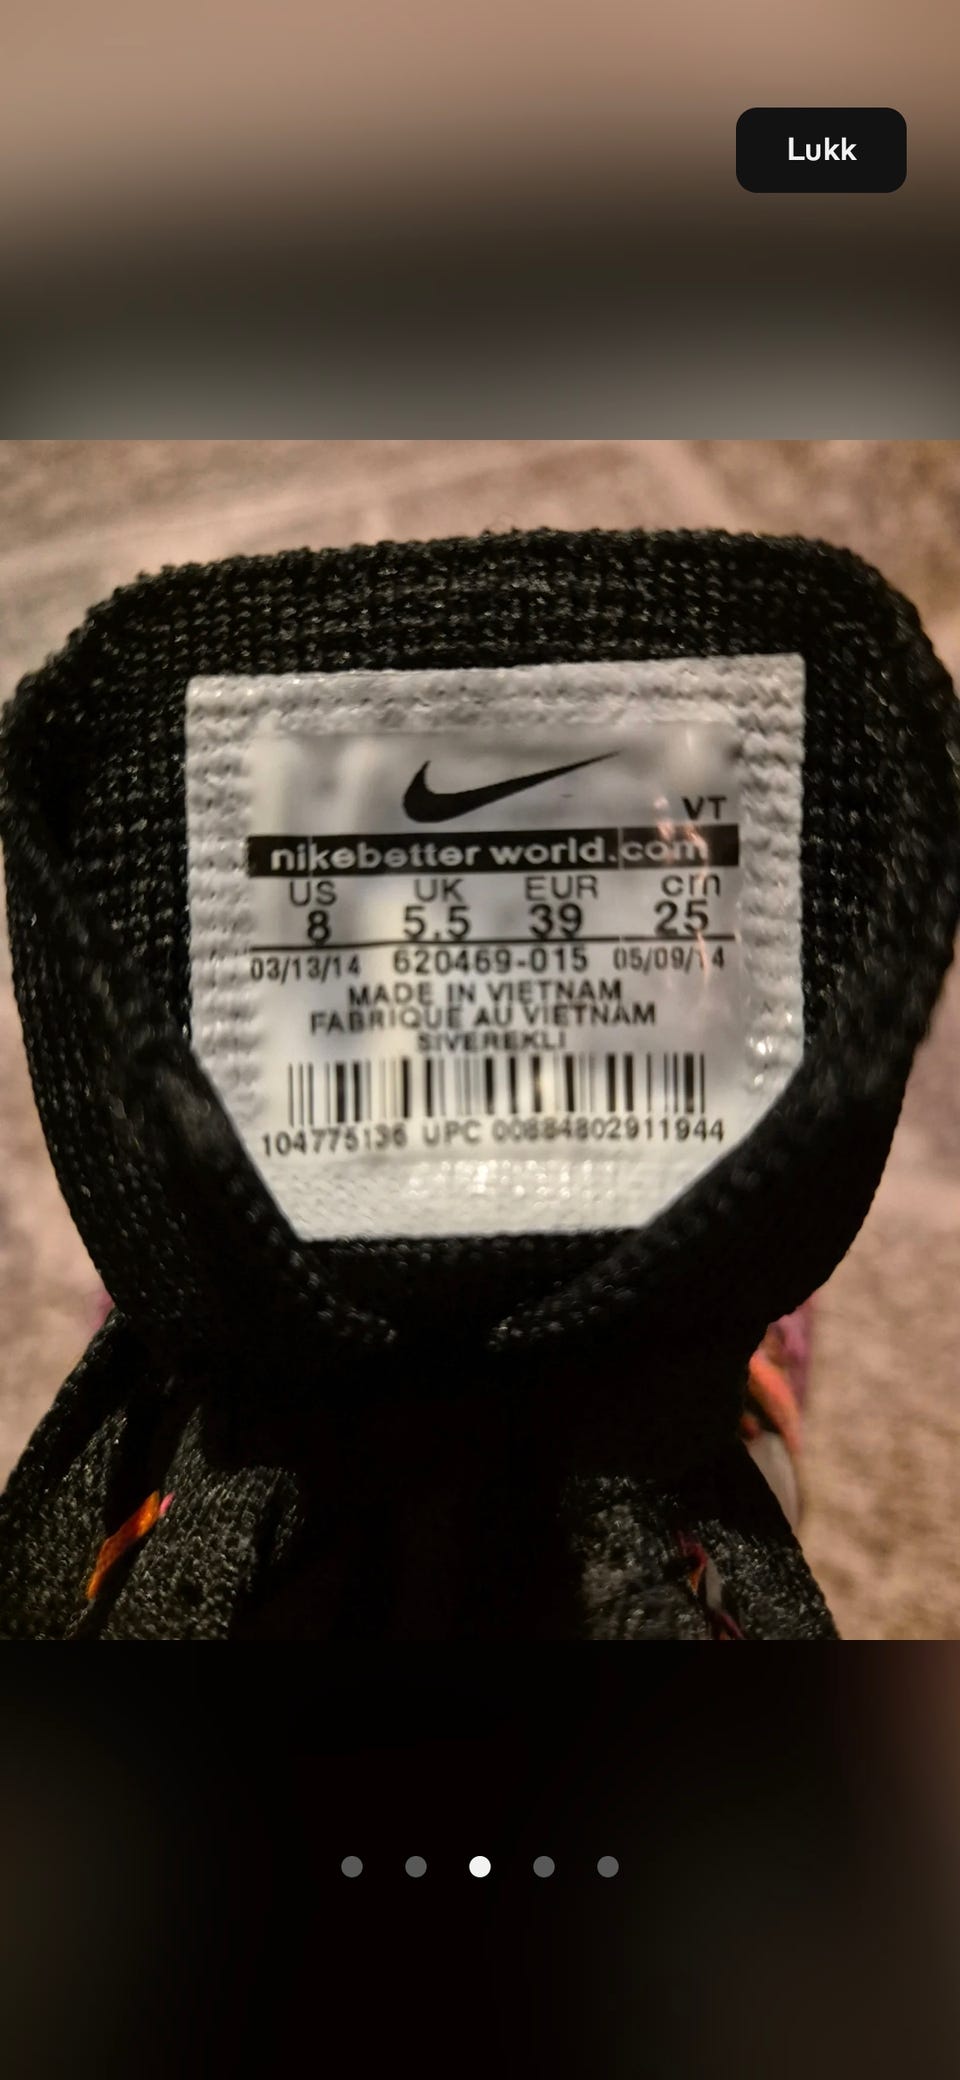 Lukk
VT
nikebetter world.com
US UK EUR cm
8 5.5 39 25
03/13/14 620469-015 05/09/14
MADE IN VIETNAM
FABRIQUE AU VIETNAM
SIVEREKLI
104775136 UPC 00884802911944